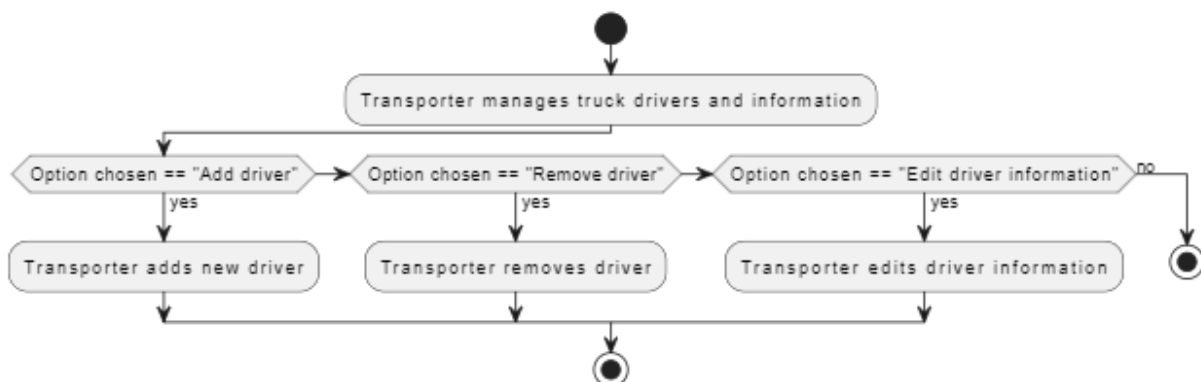 Transporter manages truck drivers and information
Option chosen == "Add driver"
Option chosen == "Remove driver"
Option chosen == "Edit driver information"
no
yes
yes
yes
Transporter adds new driver
Transporter removes driver
Transporter edits driver information